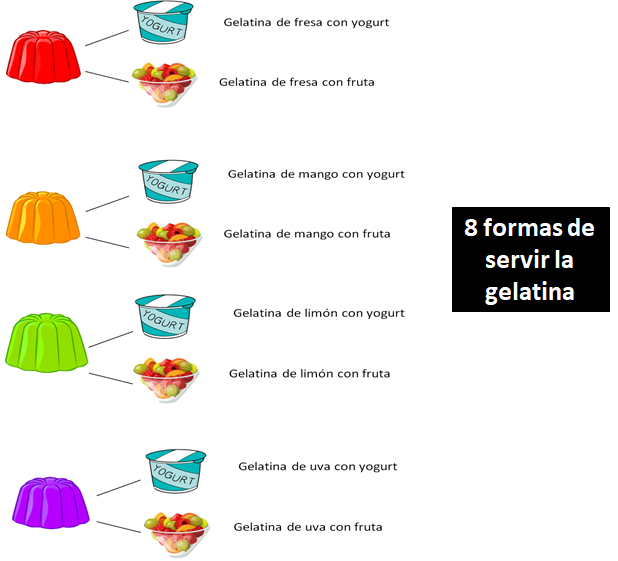 YOGURT
Gelatina de fresa con yogurt
Gelatina de fresa con fruta
YOGURT
Gelatina de mango con yogurt
Gelatina de mango con fruta
8 formas de
servir la
gelatina
YOGURT
Gelatina de limón con yogurt
Gelatina de limón con fruta
YOGURT
Gelatina de uva con yogurt
Gelatina de uva con fruta